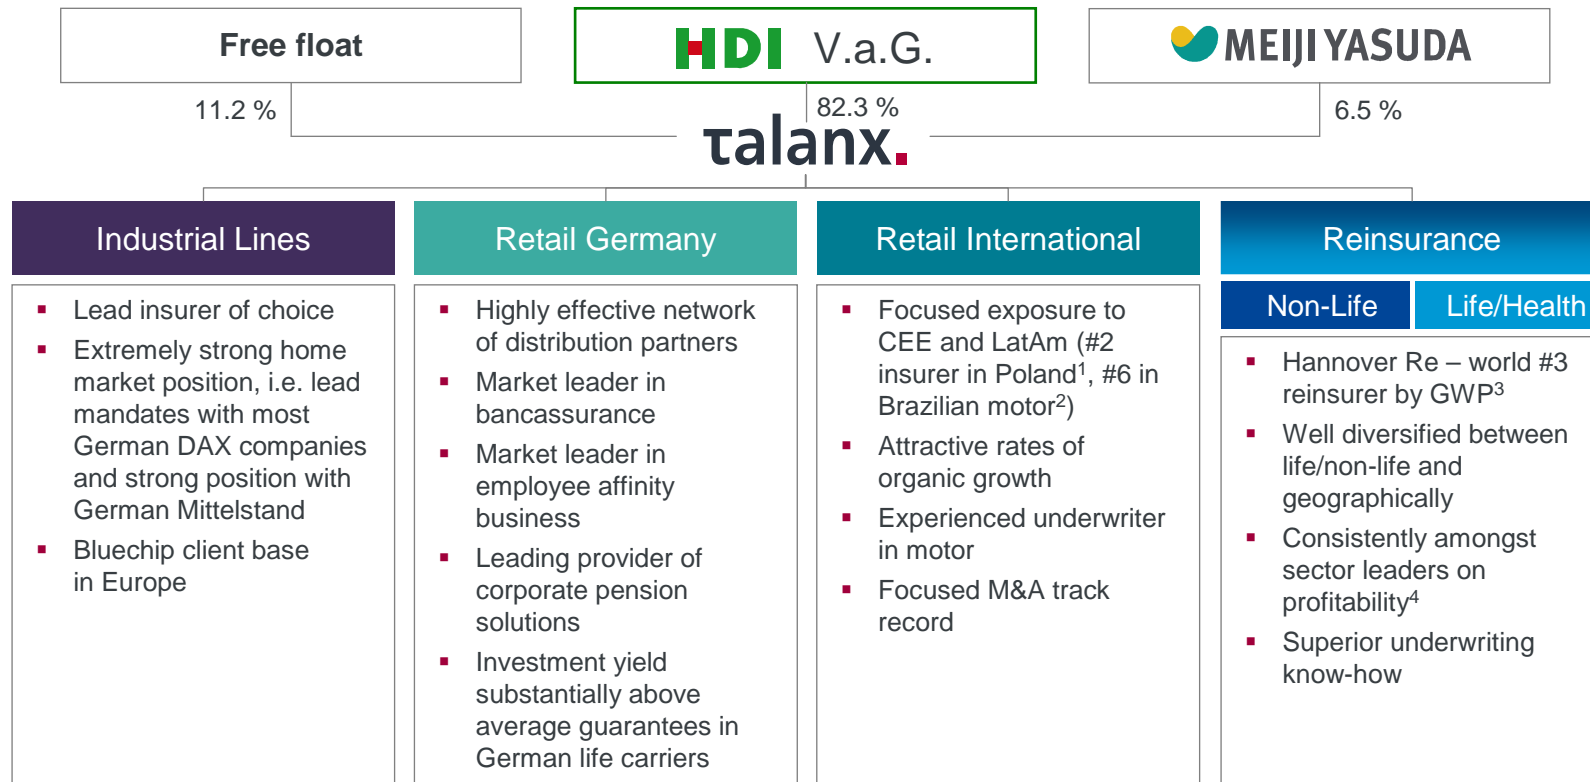 Free float
HDI V.a.G.
MEIJI YASUDA
11.2 %
82.3 %
6.5 %
talanx.
Industrial Lines
▪ Lead insurer of choice
▪ Extremely strong home
market position, i.e. lead
mandates with most
German DAX companies
and strong position with
German Mittelstand
▪ Bluechip client base
in Europe
Retail Germany
▪ Highly effective network
of distribution partners
▪ Market leader in
bancassurance
▪ Market leader in
employee affinity
business
▪ Leading provider of
corporate pension
solutions
▪ Investment yield
substantially above
average guarantees in
German life carriers
Retail International
▪ Focused exposure to
CEE and LatAm (#2
insurer in Poland¹, #6 in
Brazilian motor²)
▪ Attractive rates of
organic growth
▪ Experienced underwriter
in motor
▪ Focused M&A track
record
Reinsurance
Non-Life
Life/Health
▪ Hannover Re – world #3
reinsurer by GWP³
▪ Well diversified between
life/non-life and
geographically
▪ Consistently amongst
sector leaders on
profitability⁴
▪ Superior underwriting
know-how